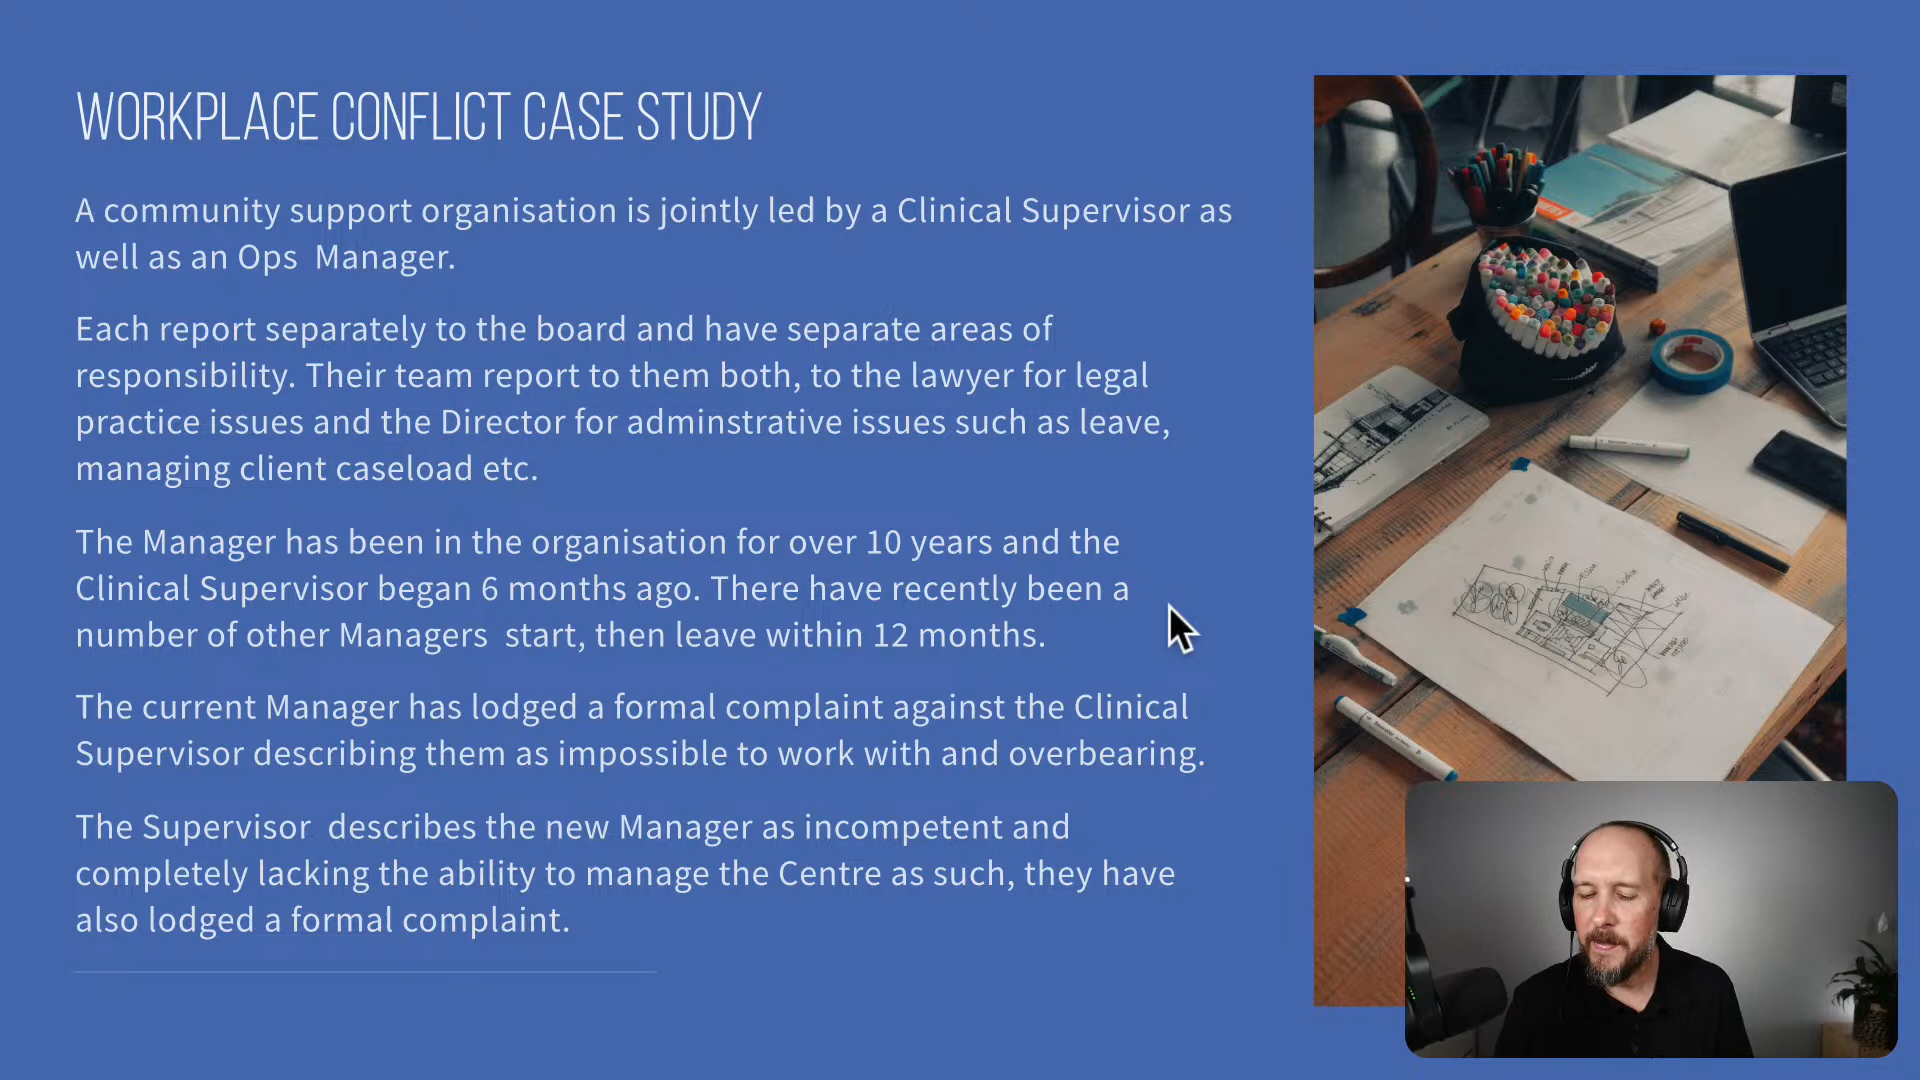 WORKPLACE CONFLICT CASE STUDY
A community support organisation is jointly led by a Clinical Supervisor as
well as an Ops  Manager.
Each report separately to the board and have separate areas of
responsibility. Their team report to them both, to the lawyer for legal
practice issues and the Director for adminstrative issues such as leave,
managing client caseload etc.
The Manager has been in the organisation for over 10 years and the
Clinical Supervisor began 6 months ago. There have recently been a
number of other Managers  start, then leave within 12 months.
The current Manager has lodged a formal complaint against the Clinical
Supervisor describing them as impossible to work with and overbearing.
The Supervisor  describes the new Manager as incompetent and
completely lacking the ability to manage the Centre as such, they have
also lodged a formal complaint.